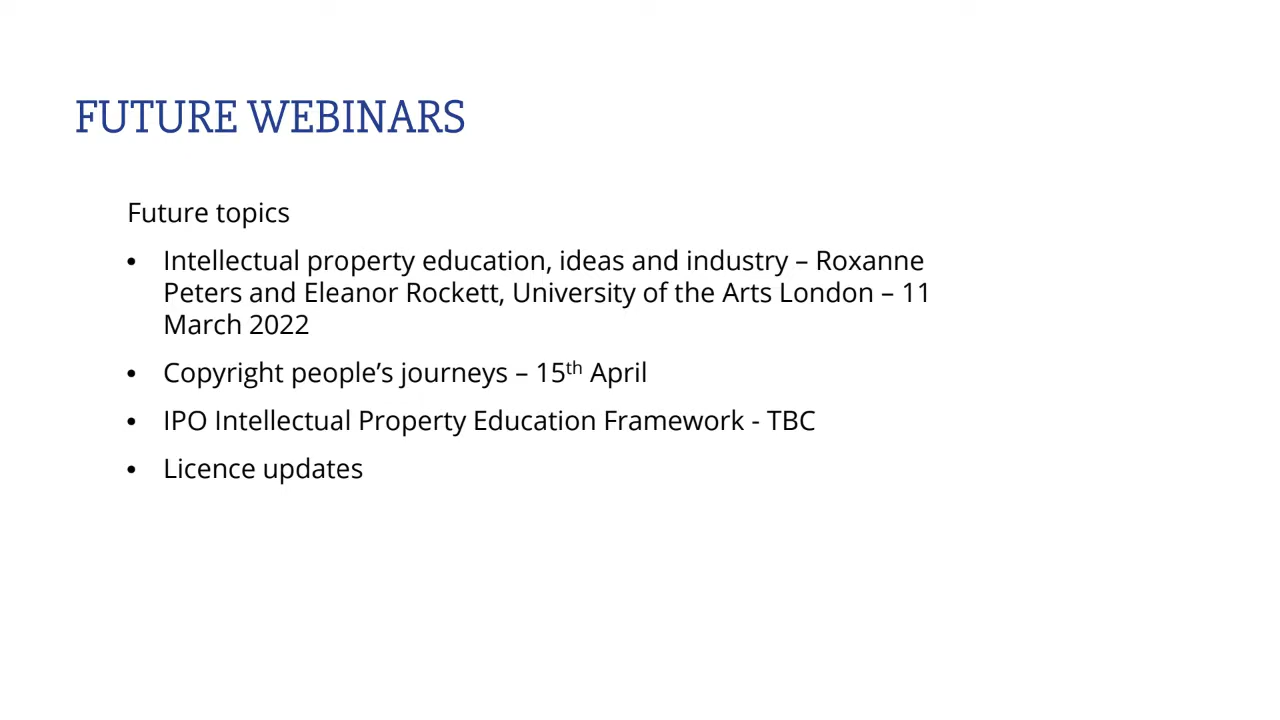 FUTURE WEBINARS
Future topics
• Intellectual property education, ideas and industry – Roxanne
Peters and Eleanor Rockett, University of the Arts London – 11
March 2022
• Copyright people’s journeys – 15th April
• IPO Intellectual Property Education Framework - TBC
• Licence updates